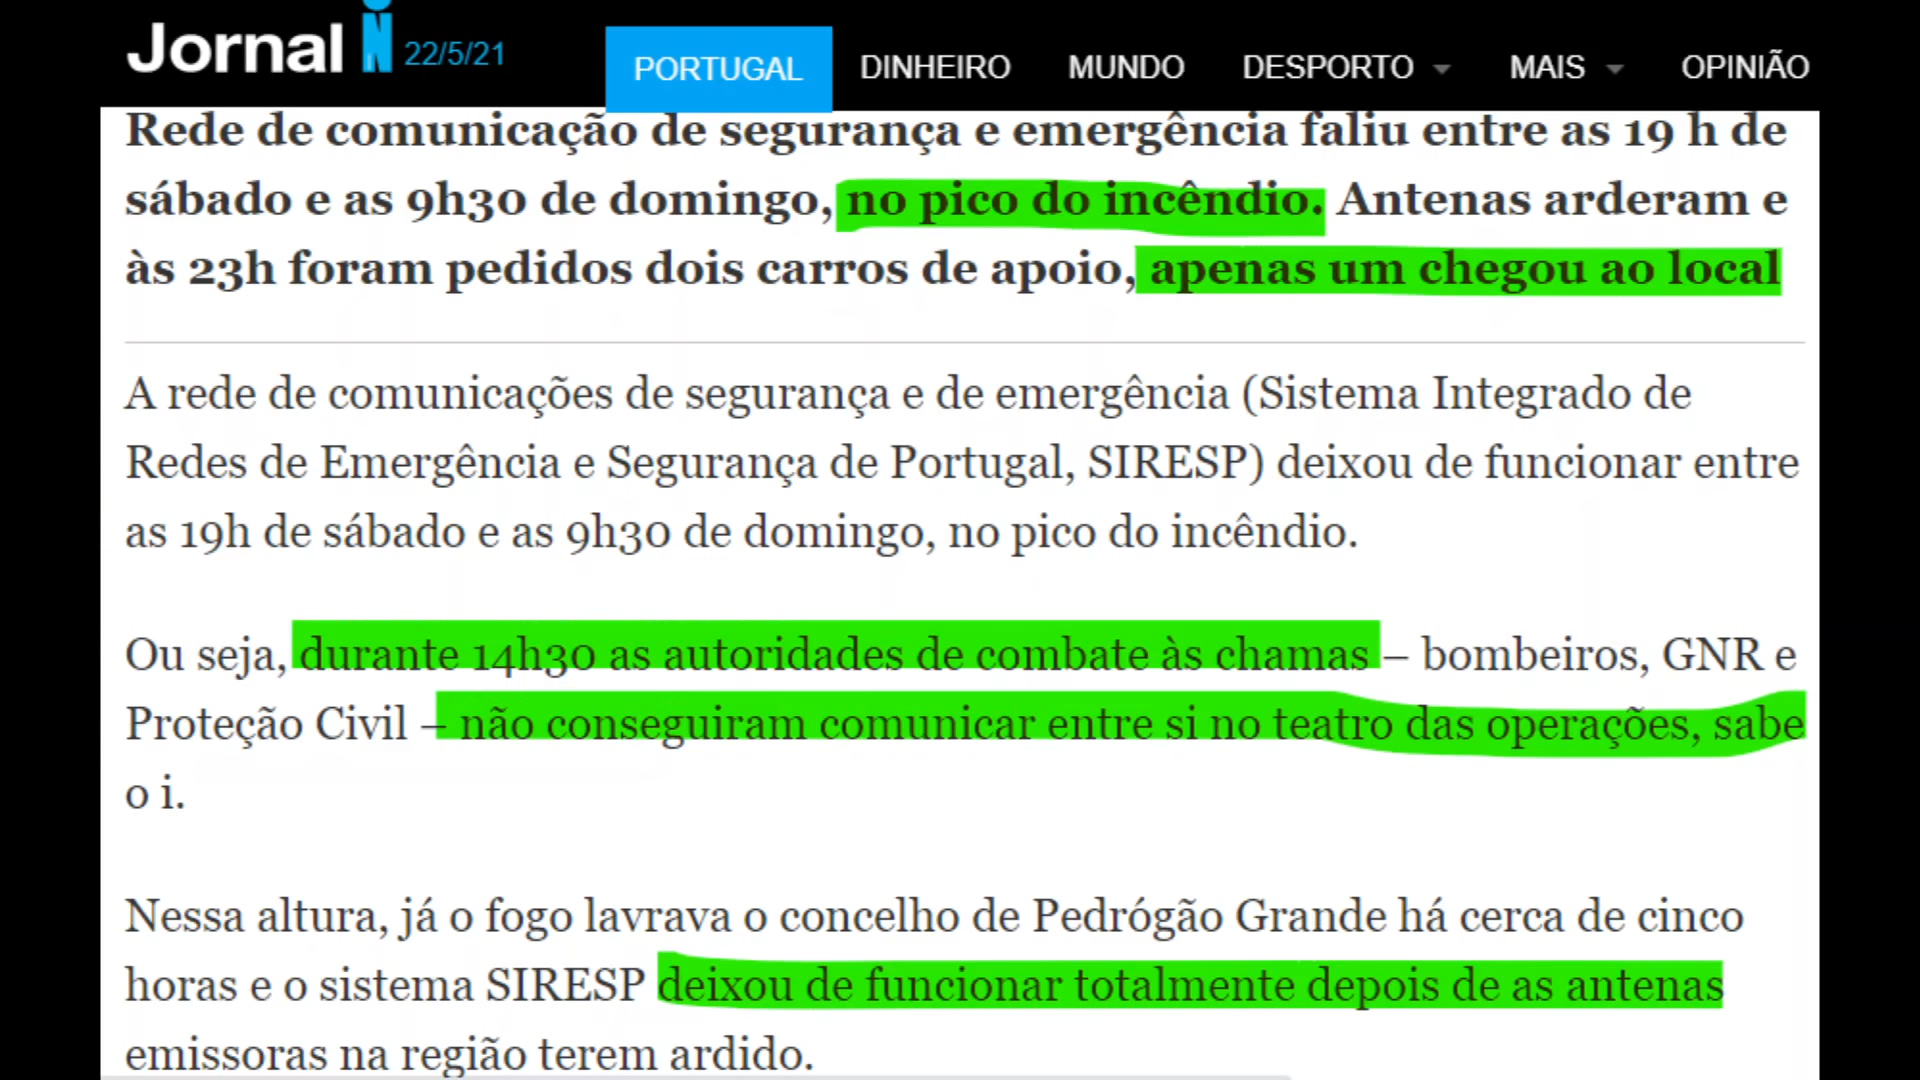 Jornal iN 22/5/21 PORTUGAL DINHEIRO MUNDO DESPORTO MAIS OPINIÃO
Rede de comunicação de segurança e emergência faliu entre as 19 h de
sábado e as 9h30 de domingo, no pico do incêndio. Antenas arderam e
às 23h foram pedidos dois carros de apoio, apenas um chegou ao local
A rede de comunicações de segurança e de emergência (Sistema Integrado de
Redes de Emergência e Segurança de Portugal, SIRESP) deixou de funcionar entre
as 19h de sábado e as 9h30 de domingo, no pico do incêndio.
Ou seja, durante 14h30 as autoridades de combate às chamas – bombeiros, GNR e
Proteção Civil – não conseguiram comunicar entre si no teatro das operações, sabe
o i.
Nessa altura, já o fogo lavrava o concelho de Pedrógão Grande há cerca de cinco
horas e o sistema SIRESP deixou de funcionar totalmente depois de as antenas
emissoras na região terem ardido.